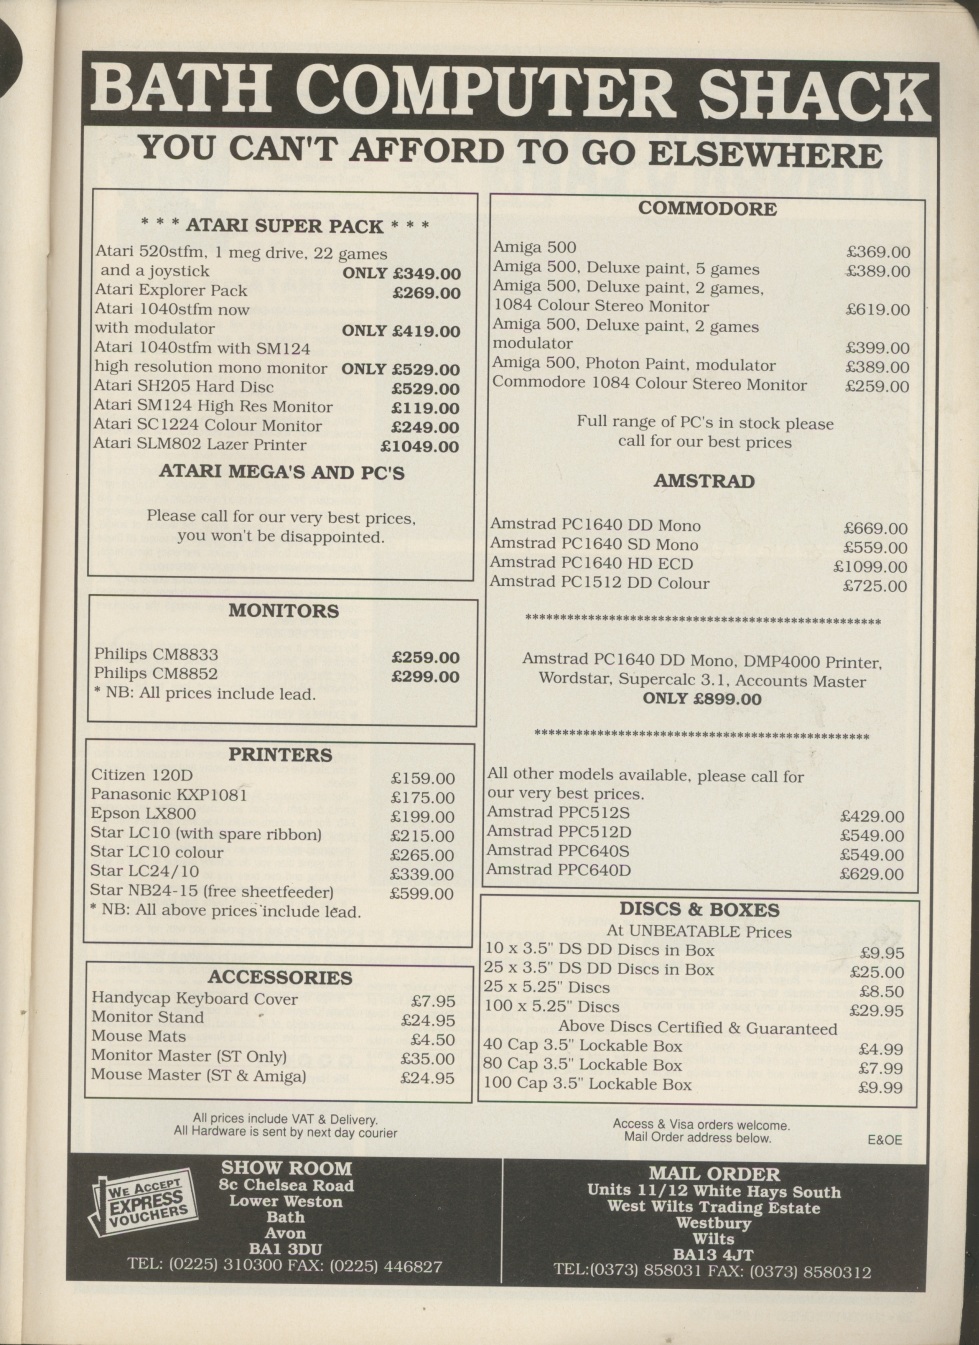 BATH COMPUTER SHACK
YOU CAN'T AFFORD TO GO ELSEWHERE
* * * ATARI SUPER PACK * * *
Atari 520stfm, 1 meg drive, 22 games
and a joystick ONLY £349.00
Atari Explorer Pack £269.00
Atari 1040stfm now
with modulator ONLY £419.00
Atari 1040stfm with SM124
high resolution mono monitor ONLY £529.00
Atari SH205 Hard Disc £529.00
Atari SM124 High Res Monitor £119.00
Atari SC1224 Colour Monitor £249.00
Atari SLM802 Lazer Printer £1049.00
ATARI MEGA'S AND PC'S
Please call for our very best prices,
you won't be disappointed.
MONITORS
Philips CM8833 £259.00
Philips CM8852 £299.00
* NB: All prices include lead.
PRINTERS
Citizen 120D £159.00
Panasonic KXP1081 £175.00
Epson LX800 £199.00
Star LC10 (with spare ribbon) £215.00
Star LC10 colour £265.00
Star LC24/10 £339.00
Star NB24-15 (free sheetfeeder) £599.00
* NB: All above prices include lead.
ACCESSORIES
Handycap Keyboard Cover £7.95
Monitor Stand £24.95
Mouse Mats £4.50
Monitor Master (ST Only) £35.00
Mouse Master (ST & Amiga) £24.95
All prices include VAT & Delivery.
All Hardware is sent by next day courier
COMMODORE
Amiga 500 £369.00
Amiga 500, Deluxe paint, 5 games £389.00
Amiga 500, Deluxe paint, 2 games,
1084 Colour Stereo Monitor £619.00
Amiga 500, Deluxe paint, 2 games
modulator £399.00
Amiga 500, Photon Paint, modulator £389.00
Commodore 1084 Colour Stereo Monitor £259.00
Full range of PC's in stock please
call for our best prices
AMSTRAD
Amstrad PC1640 DD Mono £669.00
Amstrad PC1640 SD Mono £559.00
Amstrad PC1640 HD ECD £1099.00
Amstrad PC1512 DD Colour £725.00
***************************************************
Amstrad PC1640 DD Mono, DMP4000 Printer,
Wordstar, Supercalc 3.1, Accounts Master
ONLY £899.00
************************************************
All other models available, please call for
our very best prices.
Amstrad PPC512S £429.00
Amstrad PPC512D £549.00
Amstrad PPC640S £549.00
Amstrad PPC640D £629.00
DISCS & BOXES
At UNBEATABLE Prices
10 x 3.5" DS DD Discs in Box £9.95
25 x 3.5" DS DD Discs in Box £25.00
25 x 5.25" Discs £8.50
100 x 5.25" Discs £29.95
Above Discs Certified & Guaranteed
40 Cap 3.5" Lockable Box £4.99
80 Cap 3.5" Lockable Box £7.99
100 Cap 3.5" Lockable Box £9.99
Access & Visa orders welcome.
Mail Order address below. E&OE
WE ACCEPT
EXPRESS
VOUCHERS
SHOW ROOM
8c Chelsea Road
Lower Weston
Bath
Avon
BA1 3DU
TEL: (0225) 310300 FAX: (0225) 446827
MAIL ORDER
Units 11/12 White Hays South
West Wilts Trading Estate
Westbury
Wilts
BA13 4JT
TEL:(0373) 858031 FAX: (0373) 8580312